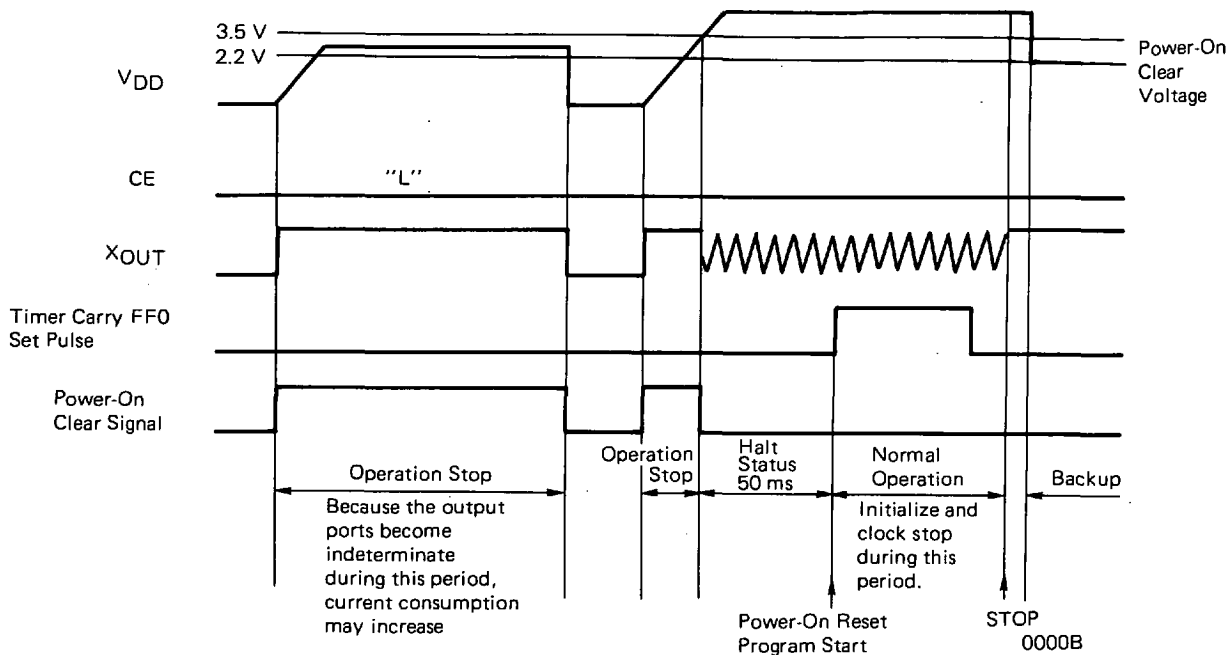 3.5 V
2.2 V
VDD
Power-On
Clear
Voltage
CE
"L"
XOUT
Timer Carry FF0
Set Pulse
Power-On
Clear Signal
Operation Stop
Because the output
ports become
indeterminate
during this period,
current consumption
may increase
Operation
Stop
Halt
Status
50 ms
Normal
Operation
Initialize and
clock stop
during this
period.
Backup
Power-On Reset
Program Start
STOP
0000B